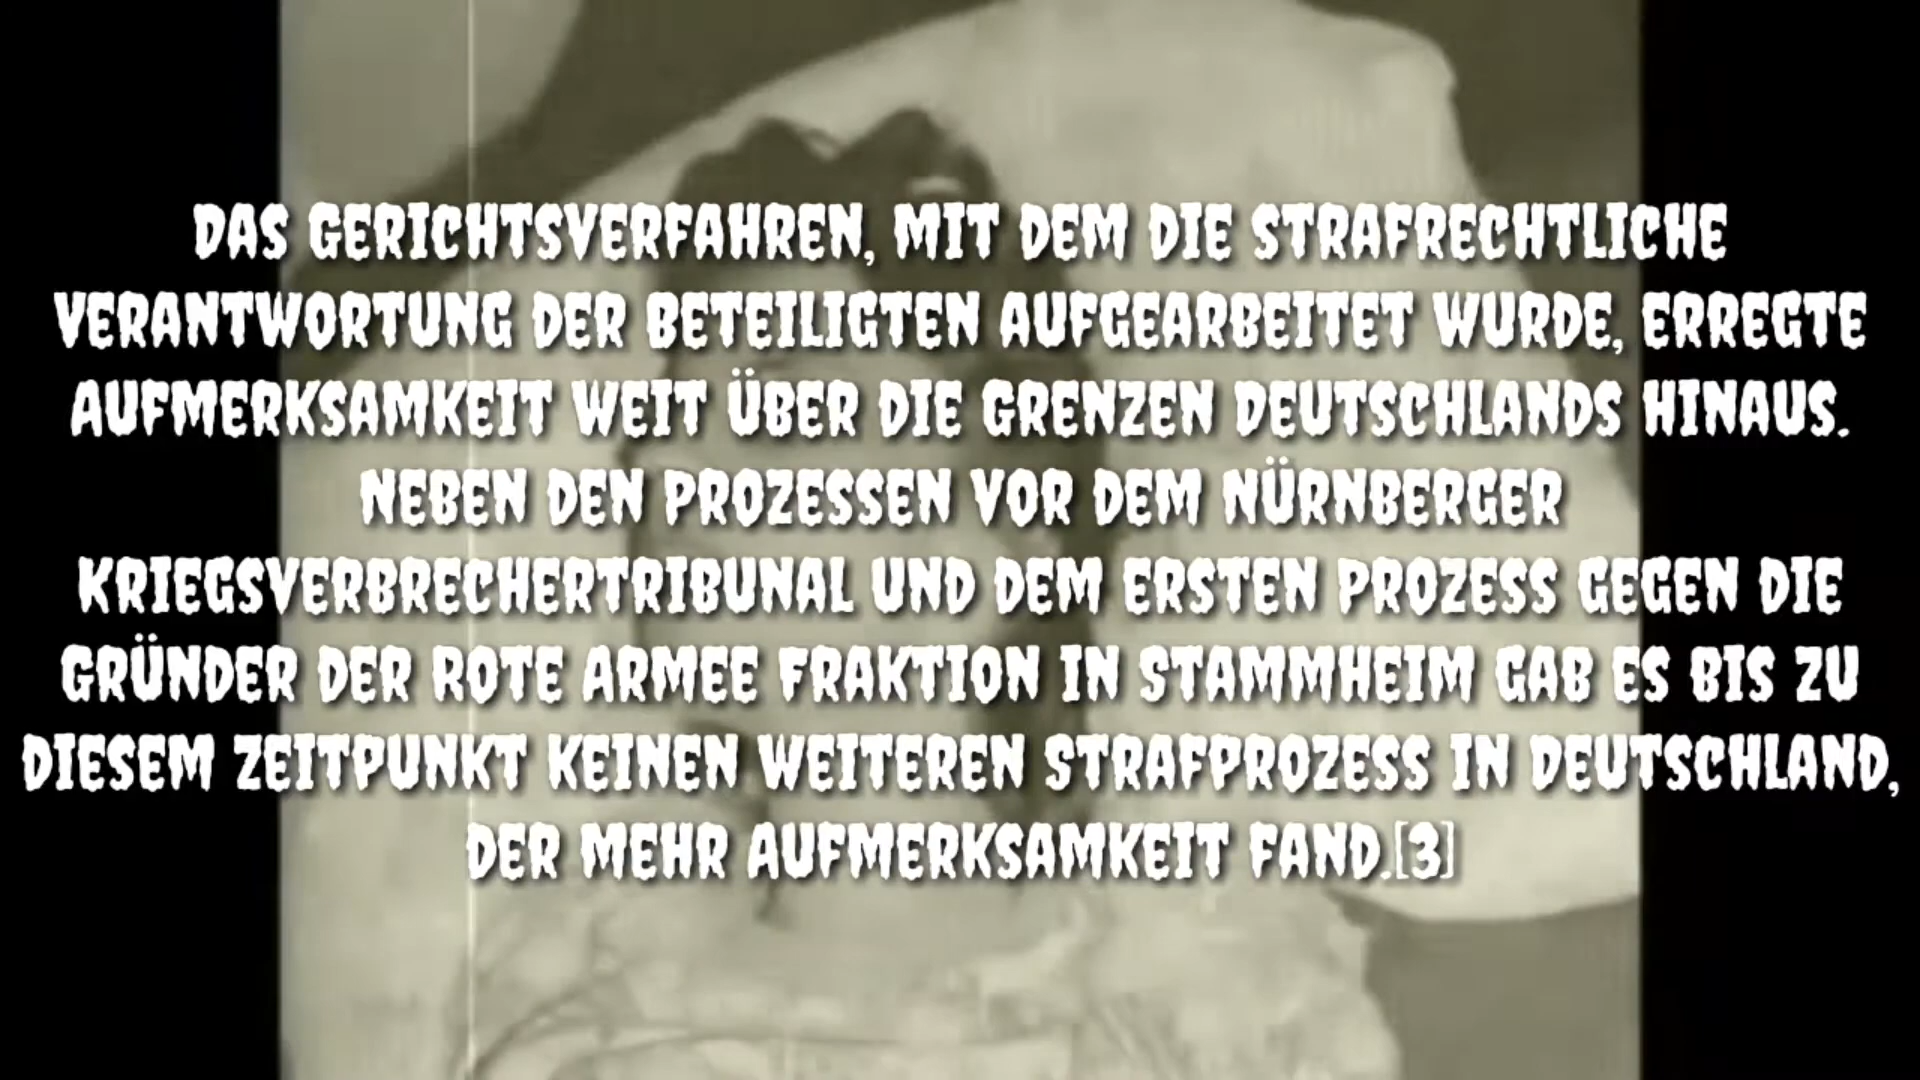 DAS GERICHTSVERFAHREN, MIT DEM DIE STRAFRECHTLICHE
VERANTWORTUNG DER BETEILIGTEN AUFGEARBEITET WURDE, ERREGTE
AUFMERKSAMKEIT WEIT ÜBER DIE GRENZEN DEUTSCHLANDS HINAUS.
NEBEN DEN PROZESSEN VOR DEM NÜRNBERGER
KRIEGSVERBRECHERTRIBUNAL UND DEM ERSTEN PROZESS GEGEN DIE
GRÜNDER DER ROTE ARMEE FRAKTION IN STAMMHEIM GAB ES BIS ZU
DIESEM ZEITPUNKT KEINEN WEITEREN STRAFPROZESS IN DEUTSCHLAND,
DER MEHR AUFMERKSAMKEIT FAND.[3]